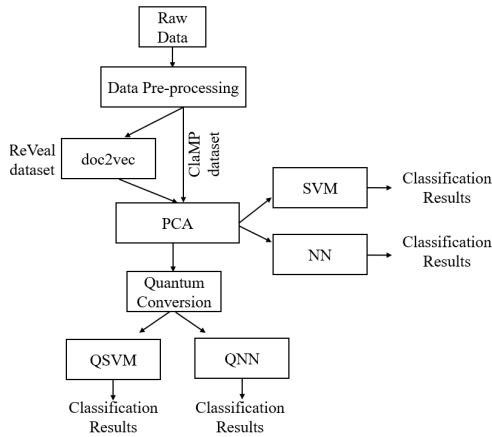 Raw
Data
Data Pre-processing
ReVeal
dataset
doc2vec
ClaMP
dataset
SVM
Classification
Results
PCA
NN
Classification
Results
Quantum
Conversion
QSVM
QNN
Classification
Results
Classification
Results